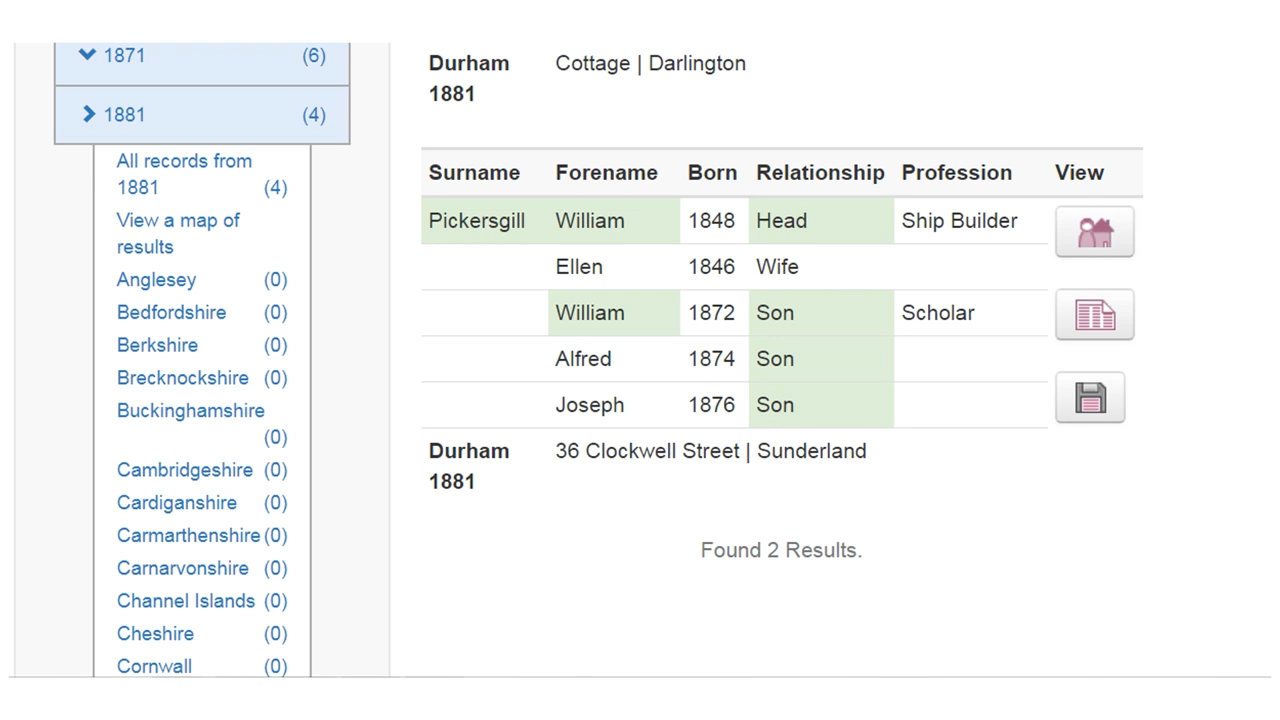 1871 (6)
1881 (4)
All records from
1881 (4)
View a map of
results
Anglesey (0)
Bedfordshire (0)
Berkshire (0)
Brecknockshire (0)
Buckinghamshire
(0)
Cambridgeshire (0)
Cardiganshire (0)
Carmarthenshire (0)
Carnarvonshire (0)
Channel Islands (0)
Cheshire (0)
Cornwall (0)
Durham Cottage | Darlington
1881
Surname Forename Born Relationship Profession View
Pickersgill William 1848 Head Ship Builder
Ellen 1846 Wife
William 1872 Son Scholar
Alfred 1874 Son
Joseph 1876 Son
Durham 36 Clockwell Street | Sunderland
1881
Found 2 Results.